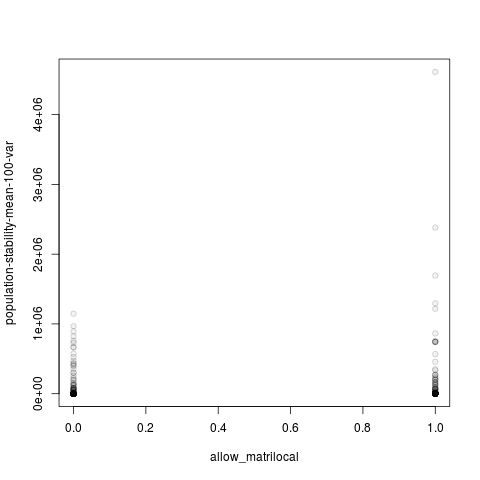 population-stability-mean-100-var
4e+06
3e+06
2e+06
1e+06
0e+00
0.0 0.2 0.4 0.6 0.8 1.0
allow_matrilocal